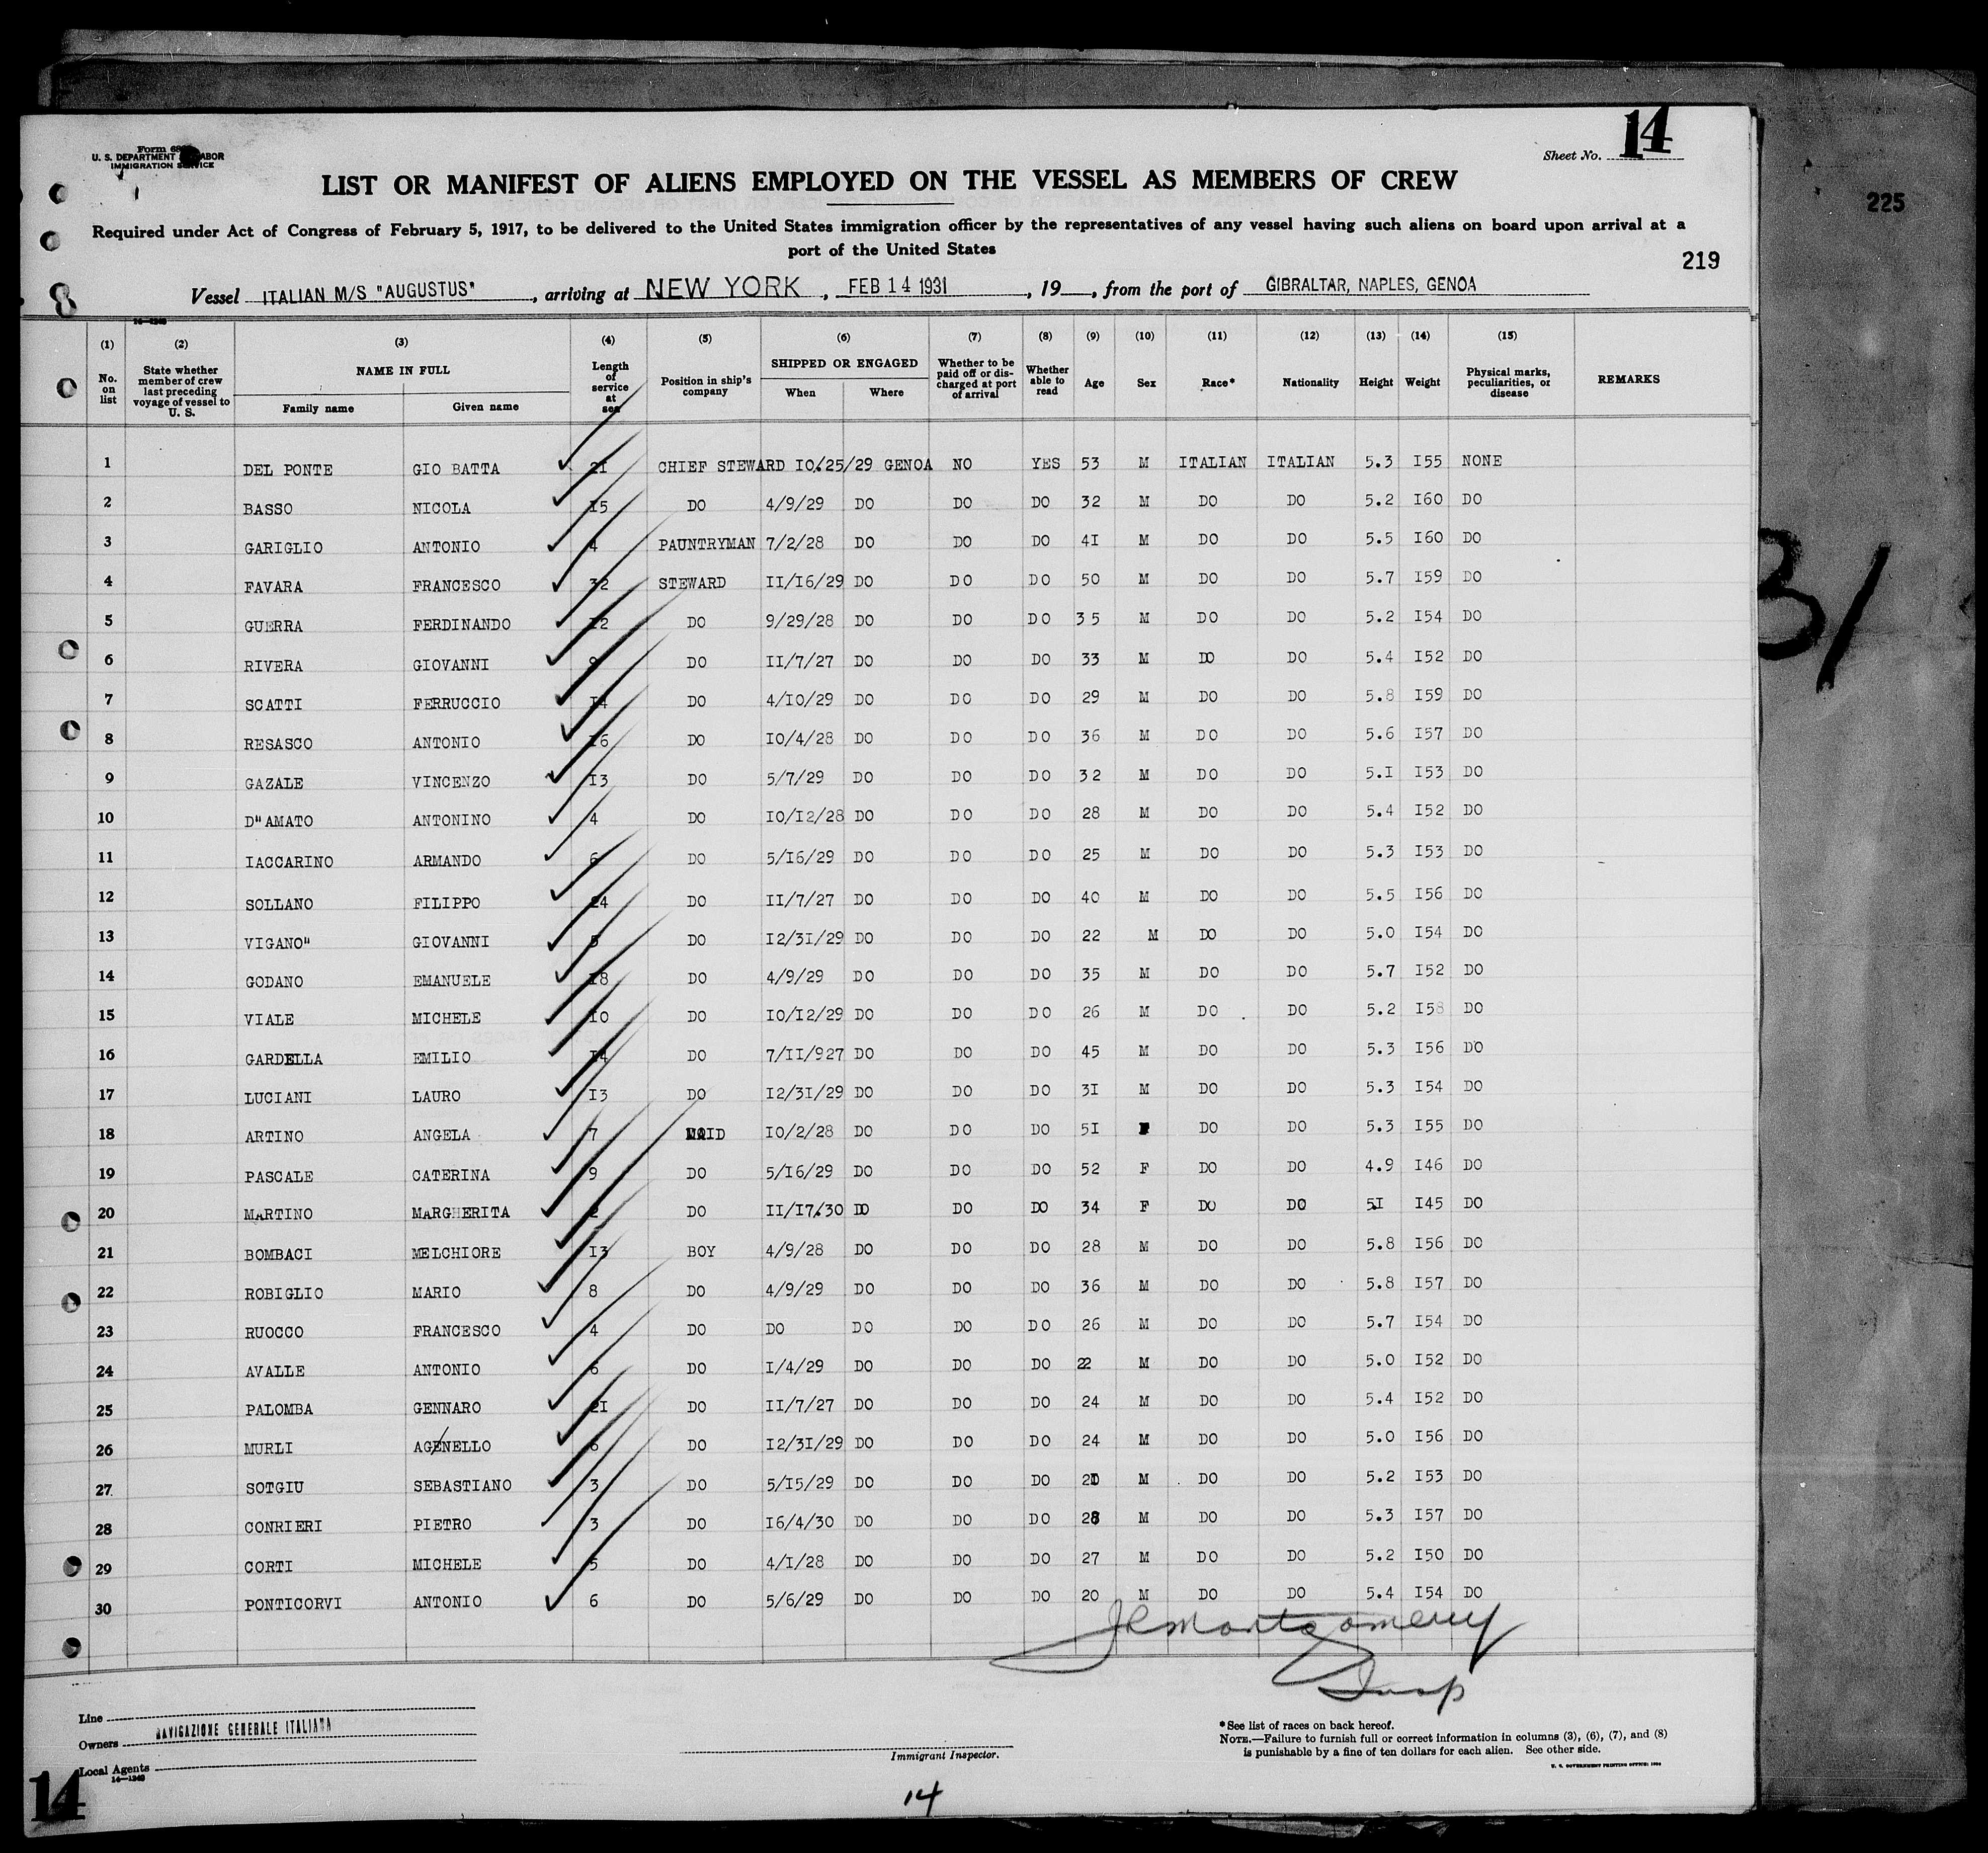 14
Form 68
U. S. DEPARTMENT LABOR
IMMIGRATION SERVICE
Sheet No. 14
LIST OR MANIFEST OF ALIENS EMPLOYED ON THE VESSEL AS MEMBERS OF CREW
225
Required under Act of Congress of February 5, 1917, to be delivered to the United States immigration officer by the representatives of any vessel having such aliens on board upon arrival at a
port of the United States
219
Vessel ITALIAN M/S "AUGUSTUS", arriving at NEW YORK, FEB 14 1931, 19__, from the port of GIBRALTAR, NAPLES, GENOA
(1) (2) (3) (4) (5) (6) (7) (8) (9) (10) (11) (12) (13) (14) (15)
No. on list State whether member of crew last preceding voyage of vessel to U. S. NAME IN FULL Family name Given name Length of service at sea Position in ship's company SHIPPED OR ENGAGED When Where Whether to be paid off or discharged at port of arrival Whether able to read Age Sex Race* Nationality Height Weight Physical marks, peculiarities, or disease REMARKS
1 DEL PONTE GIO BATTA 21 CHIEF STEWARD 10/25/29 GENOA NO YES 53 M ITALIAN ITALIAN 5.3 155 NONE
2 BASSO NICOLA 15 DO 4/9/29 DO DO DO 32 M DO DO 5.2 160 DO
3 GARIGLIO ANTONIO 4 PAUNTRYMAN 7/2/28 DO DO DO 41 M DO DO 5.5 160 DO
4 FAVARA FRANCESCO 32 STEWARD 11/16/29 DO DO DO 50 M DO DO 5.7 159 DO
5 GUERRA FERDINANDO 12 DO 9/29/28 DO DO DO 35 M DO DO 5.2 154 DO
6 RIVERA GIOVANNI 9 DO 11/7/27 DO DO DO 33 M DO DO 5.4 152 DO
7 SCATTI FERRUCCIO 14 DO 4/10/29 DO DO DO 29 M DO DO 5.8 159 DO
8 RESASCO ANTONIO 16 DO 10/4/28 DO DO DO 36 M DO DO 5.6 157 DO
9 GAZALE VINCENZO 13 DO 5/7/29 DO DO DO 32 M DO DO 5.1 153 DO
10 D"AMATO ANTONINO 4 DO 10/12/28 DO DO DO 28 M DO DO 5.4 152 DO
11 IACCARINO ARMANDO 6 DO 5/16/29 DO DO DO 25 M DO DO 5.3 153 DO
12 SOLLANO FILIPPO 24 DO 11/7/27 DO DO DO 40 M DO DO 5.5 156 DO
13 VIGANO" GIOVANNI 5 DO 12/31/29 DO DO DO 22 M DO DO 5.0 154 DO
14 GODANO EMANUELE 18 DO 4/9/29 DO DO DO 35 M DO DO 5.7 152 DO
15 VIALE MICHELE 10 DO 10/12/29 DO DO DO 26 M DO DO 5.2 158 DO
16 GARDELLA EMILIO 14 DO 7/11/927 DO DO DO 45 M DO DO 5.3 156 DO
17 LUCIANI LAURO 13 DO 12/31/29 DO DO DO 31 M DO DO 5.3 154 DO
18 ARTINO ANGELA 7 MAID 10/2/28 DO DO DO 51 F DO DO 5.3 155 DO
19 PASCALE CATERINA 9 DO 5/16/29 DO DO DO 52 F DO DO 4.9 146 DO
20 MARTINO MARGHERITA 2 DO 11/17/30 DO DO DO 34 F DO DO 5.1 145 DO
21 BOMBACI MELCHIORE 13 BOY 4/9/28 DO DO DO 28 M DO DO 5.8 156 DO
22 ROBIGLIO MARIO 8 DO 4/9/29 DO DO DO 36 M DO DO 5.8 157 DO
23 RUOCCO FRANCESCO 4 DO DO DO DO DO 26 M DO DO 5.7 154 DO
24 AVALLE ANTONIO 6 DO 1/4/29 DO DO DO 22 M DO DO 5.0 152 DO
25 PALOMBA GENNARO 21 DO 11/7/27 DO DO DO 24 M DO DO 5.4 152 DO
26 MURLI AGENELLO 6 DO 12/31/29 DO DO DO 24 M DO DO 5.0 156 DO
27 SOTGIU SEBASTIANO 3 DO 5/15/29 DO DO DO M DO DO 5.2 153 DO
28 CONRIERI PIETRO 3 DO 16/4/30 DO DO DO 28 M DO DO 5.3 157 DO
29 CORTI MICHELE 5 DO 4/1/28 DO DO DO 27 M DO DO 5.2 150 DO
30 PONTICORVI ANTONIO 6 DO 5/6/29 DO DO DO 20 M DO DO 5.4 154 DO
Montgomery
Insp
Line
Owners NAVIGAZIONE GENERALE ITALIANA
Local Agents
14—1240
Immigrant Inspector.
*See list of races on back hereof.
NOTE.—Failure to furnish full or correct information in columns (3), (6), (7), and (8)
is punishable by a fine of ten dollars for each alien. See other side.
14
14